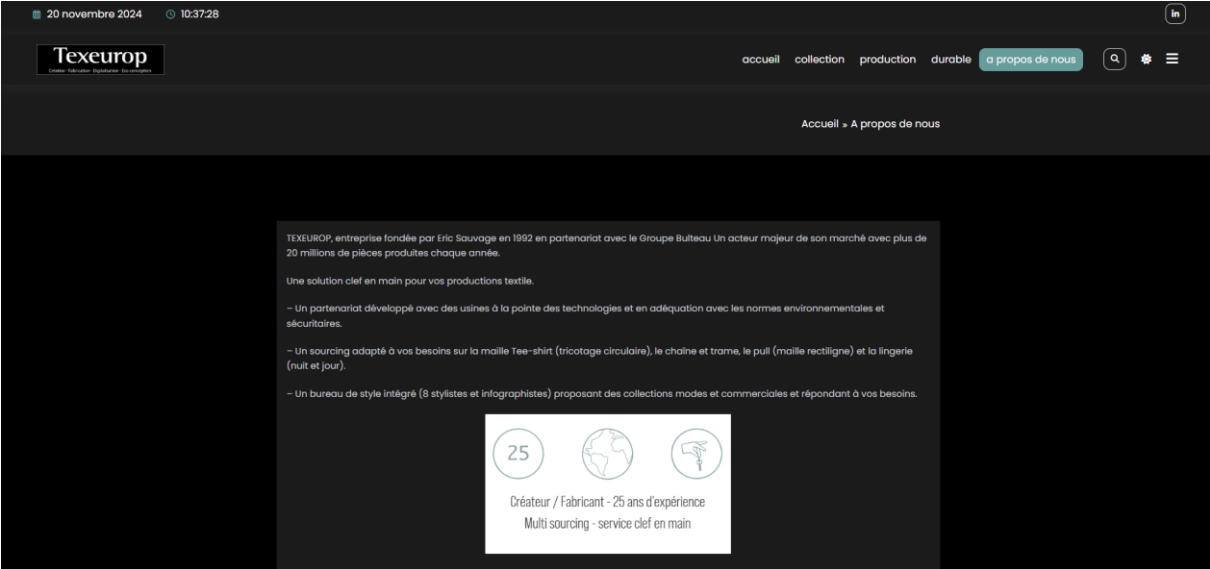 20 novembre 2024 10:37:28
in
Texeurop
Création - Fabrication - Digitalisation - Eco conception
accueil collection production durable a propos de nous
Accueil » A propos de nous
TEXEUROP, entreprise fondée par Eric Sauvage en 1992 en partenariat avec le Groupe Bulteau Un acteur majeur de son marché avec plus de
20 millions de pièces produites chaque année.
Une solution clef en main pour vos productions textile.
– Un partenariat développé avec des usines à la pointe des technologies et en adéquation avec les normes environnementales et
sécuritaires.
– Un sourcing adapté à vos besoins sur la maille Tee-shirt (tricotage circulaire), le chaîne et trame, le pull (maille rectiligne) et la lingerie
(nuit et jour).
– Un bureau de style intégré (8 stylistes et infographistes) proposant des collections modes et commerciales et répondant à vos besoins.
25
Créateur / Fabricant - 25 ans d'expérience
Multi sourcing - service clef en main